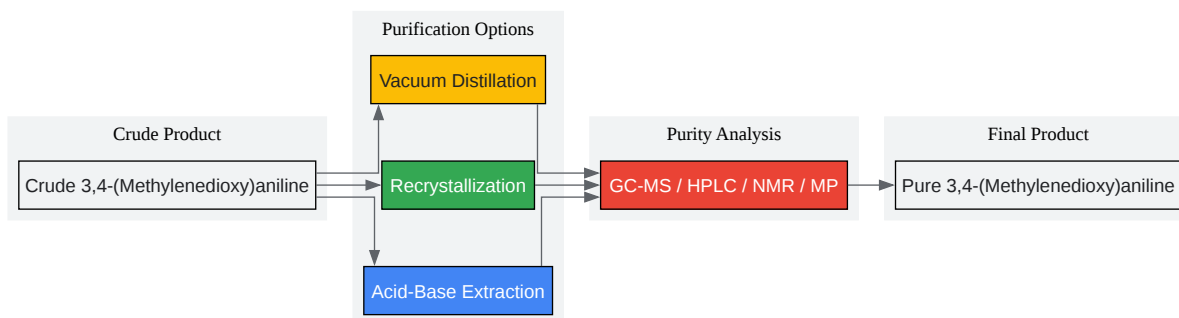 Purification Options
Vacuum Distillation
Crude Product
Crude 3,4-(Methylenedioxy)aniline
Recrystallization
Acid-Base Extraction
Purity Analysis
GC-MS / HPLC / NMR / MP
Final Product
Pure 3,4-(Methylenedioxy)aniline